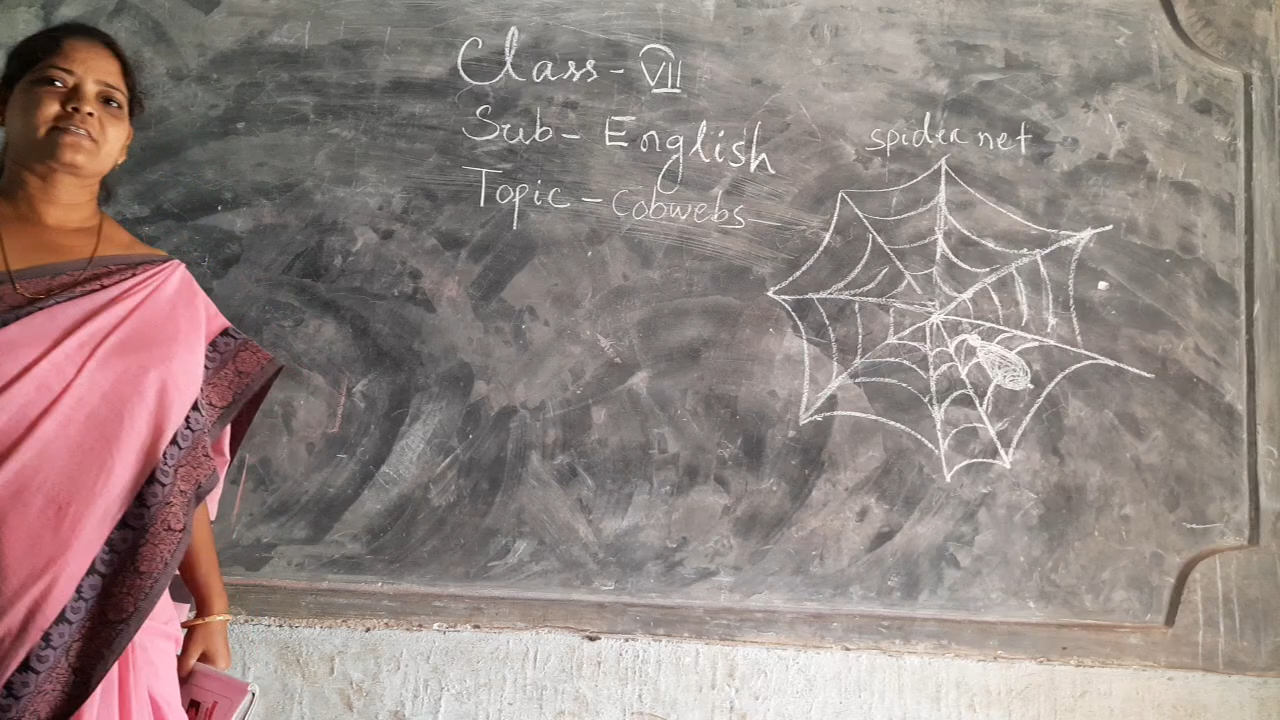 Class - VII
Sub - English
Topic - Cobwebs
spider net